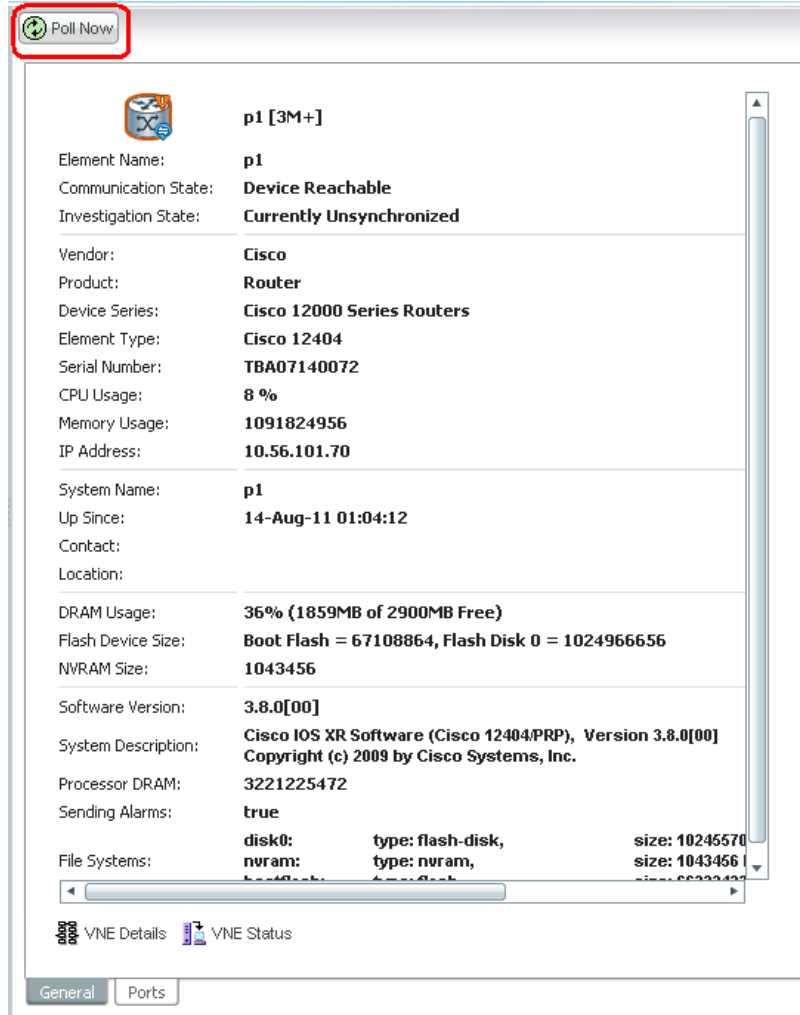 Poll Now
p1 [3M+]
Element Name: p1
Communication State: Device Reachable
Investigation State: Currently Unsynchronized
Vendor: Cisco
Product: Router
Device Series: Cisco 12000 Series Routers
Element Type: Cisco 12404
Serial Number: TBA07140072
CPU Usage: 8 %
Memory Usage: 1091824956
IP Address: 10.56.101.70
System Name: p1
Up Since: 14-Aug-11 01:04:12
Contact:
Location:
DRAM Usage: 36% (1859MB of 2900MB Free)
Flash Device Size: Boot Flash = 67108864, Flash Disk 0 = 1024966656
NVRAM Size: 1043456
Software Version: 3.8.0[00]
System Description: Cisco IOS XR Software (Cisco 12404/PRP), Version 3.8.0[00]
Copyright (c) 2009 by Cisco Systems, Inc.
Processor DRAM: 3221225472
Sending Alarms: true
disk0: type: flash-disk, size: 10245570
File Systems: nvram: type: nvram, size: 1043456
VNE Details VNE Status
General Ports